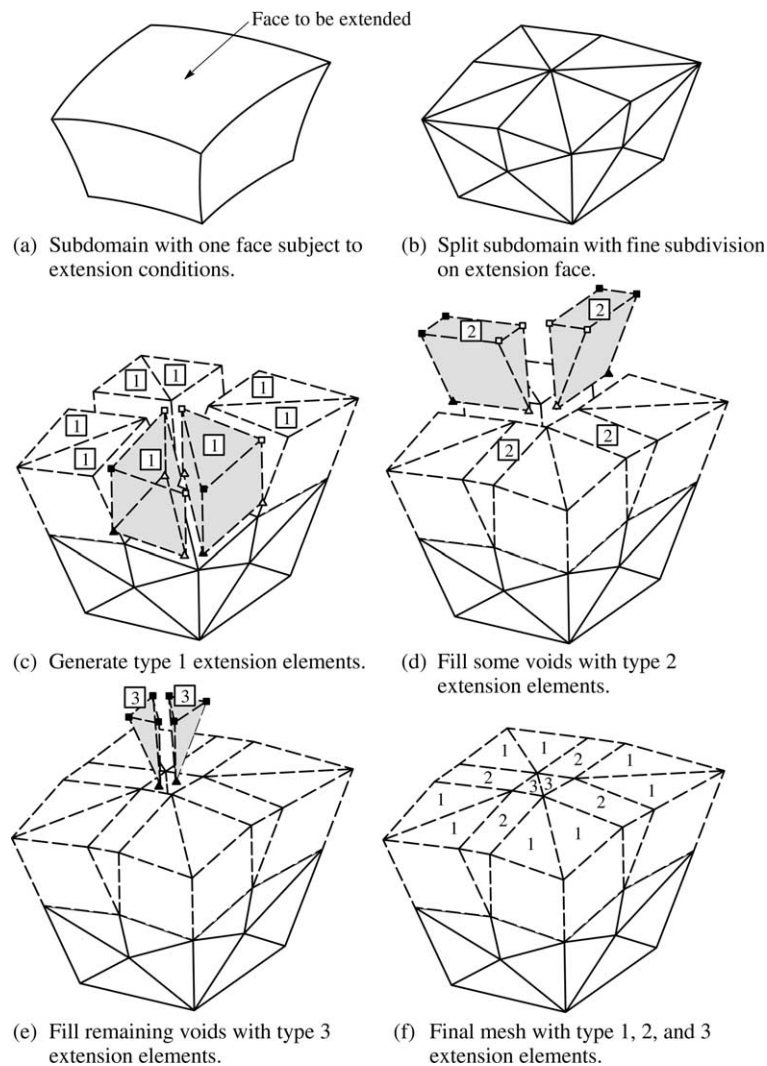 Face to be extended
(a) Subdomain with one face subject to
extension conditions.
(b) Split subdomain with fine subdivision
on extension face.
1 1 1 1 1 1 1 1
(c) Generate type 1 extension elements.
2 2 2 2
(d) Fill some voids with type 2
extension elements.
3 3
(e) Fill remaining voids with type 3
extension elements.
1 1 2 1
2 3 3 2 1
1 1 2 1 1
(f) Final mesh with type 1, 2, and 3
extension elements.